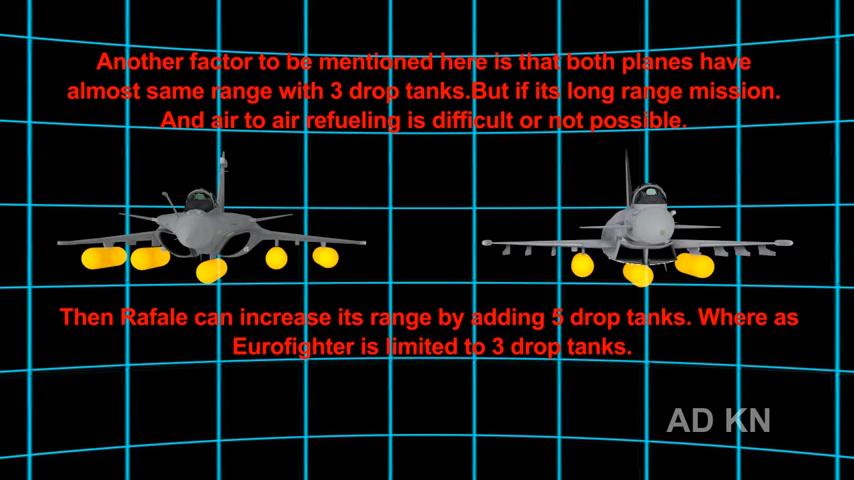 Another factor to be mentioned here is that both planes have
almost same range with 3 drop tanks.But if its long range mission.
And air to air refueling is difficult or not possible.
Then Rafale can increase its range by adding 5 drop tanks. Where as
Eurofighter is limited to 3 drop tanks.
AD KN